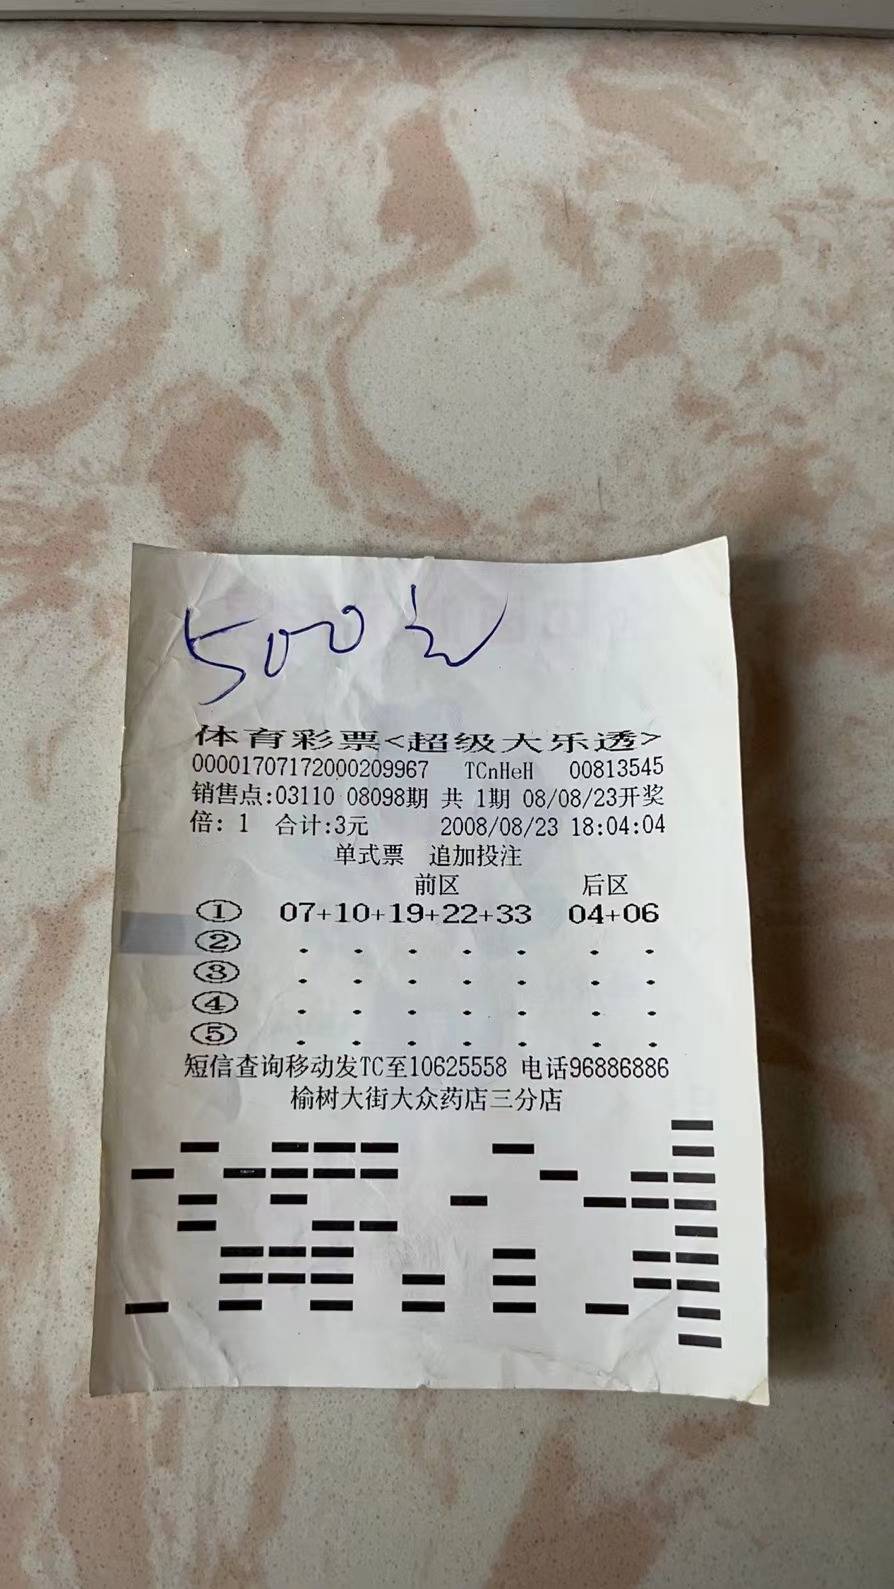 500元
体育彩票<超级大乐透>
00001707172000209967 TCnHeH 00813545
销售点:03110 08098期 共 1期 08/08/23开奖
倍: 1 合计:3元 2008/08/23 18:04:04
单式票 追加投注
前区 后区
① 07+10+19+22+33 04+06
② . . . . . . .
③ . . . . . . .
④ . . . . . . .
⑤ . . . . . . .
短信查询移动发TC至10625558 电话96886886
榆树大街大众药店三分店